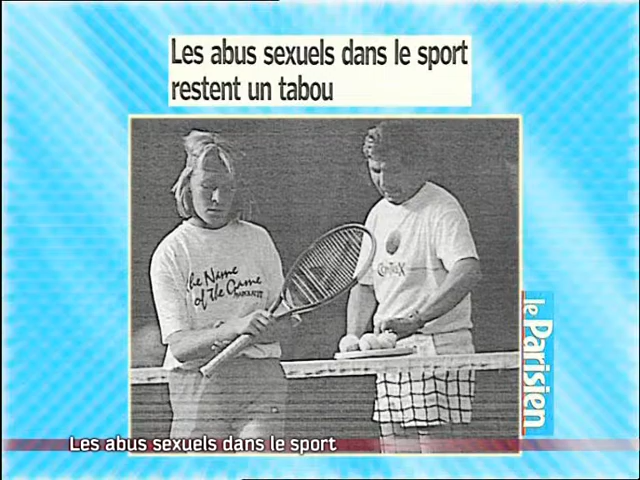 Les abus sexuels dans le sport
restent un tabou
the Name
of the Game
Contrex
le Parisien
Les abus sexuels dans le sport